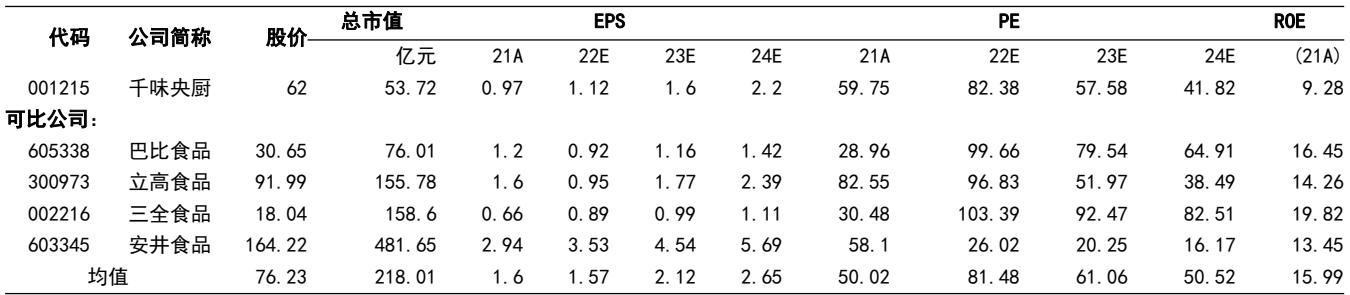 代码 公司简称 股价 总市值 EPS PE ROE
亿元 21A 22E 23E 24E 21A 22E 23E 24E (21A)
001215 千味央厨 62 53.72 0.97 1.12 1.6 2.2 59.75 82.38 57.58 41.82 9.28
可比公司：
605338 巴比食品 30.65 76.01 1.2 0.92 1.16 1.42 28.96 99.66 79.54 64.91 16.45
300973 立高食品 91.99 155.78 1.6 0.95 1.77 2.39 82.55 96.83 51.97 38.49 14.26
002216 三全食品 18.04 158.6 0.66 0.89 0.99 1.11 30.48 103.39 92.47 82.51 19.82
603345 安井食品 164.22 481.65 2.94 3.53 4.54 5.69 58.1 26.02 20.25 16.17 13.45
均值 76.23 218.01 1.6 1.57 2.12 2.65 50.02 81.48 61.06 50.52 15.99